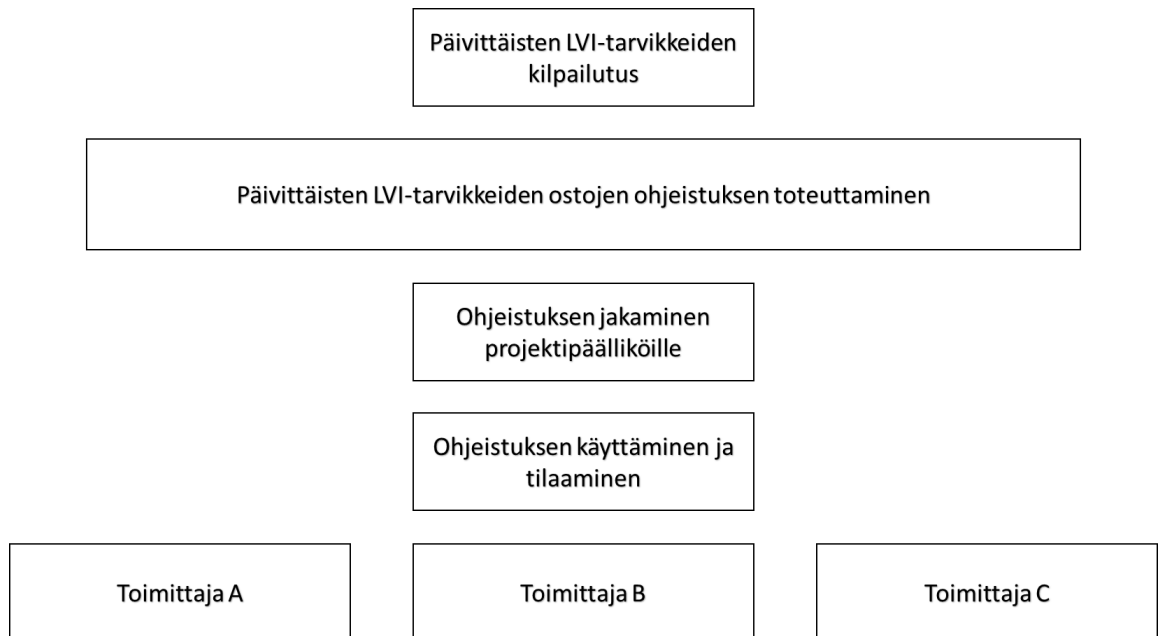 Päivittäisten LVI-tarvikkeiden
kilpailutus
Päivittäisten LVI-tarvikkeiden ostojen ohjeistuksen toteuttaminen
Ohjeistuksen jakaminen
projektipäälliköille
Ohjeistuksen käyttäminen ja
tilaaminen
Toimittaja A
Toimittaja B
Toimittaja C